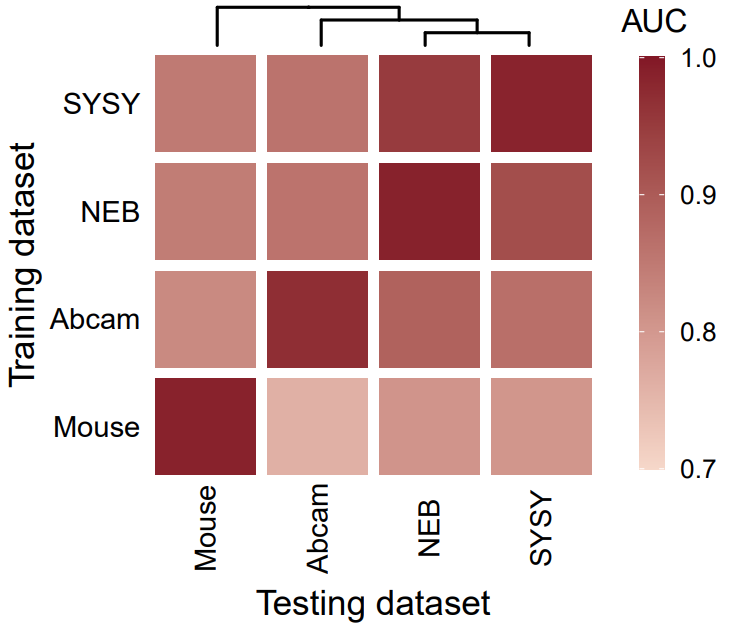 AUC
1.0
0.9
0.8
0.7
Training dataset
SYSY
NEB
Abcam
Mouse
Mouse
Abcam
NEB
SYSY
Testing dataset